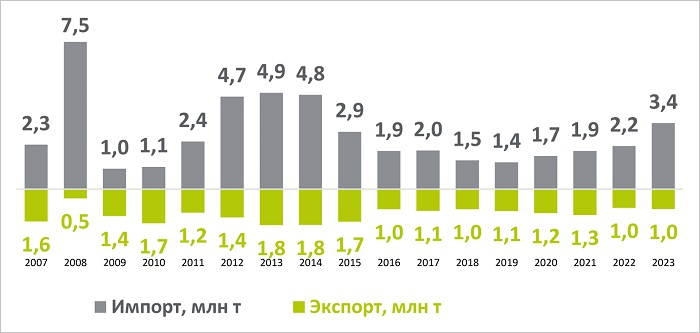 2,3 7,5 1,0 1,1 2,4 4,7 4,9 4,8 2,9 1,9 2,0 1,5 1,4 1,7 1,9 2,2 3,4
1,6 0,5 1,4 1,7 1,2 1,4 1,8 1,8 1,7 1,0 1,1 1,0 1,1 1,2 1,3 1,0 1,0
2007 2008 2009 2010 2011 2012 2013 2014 2015 2016 2017 2018 2019 2020 2021 2022 2023
Импорт, млн т Экспорт, млн т